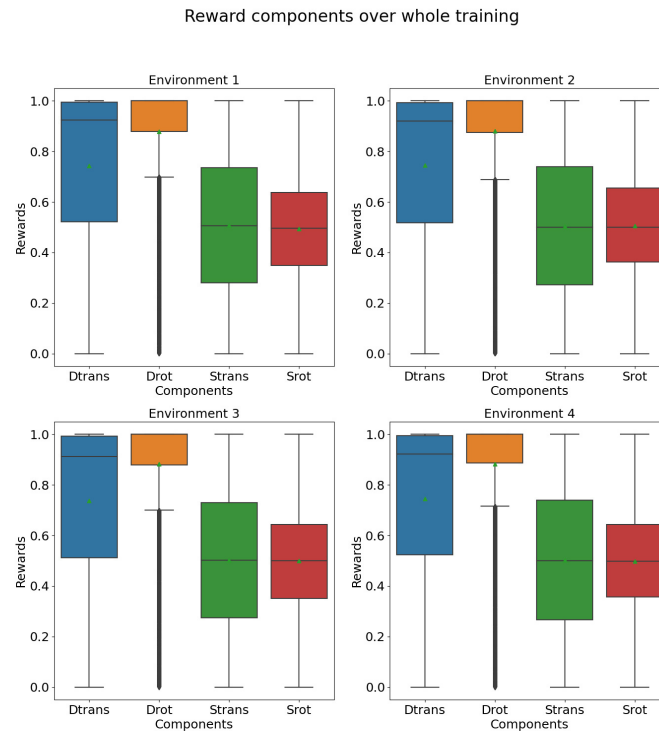 Reward components over whole training
Environment 1
Environment 2
1.0
0.8
0.6
0.4
0.2
0.0
Rewards
Dtrans Drot Strans Srot
Components
1.0
0.8
0.6
0.4
0.2
0.0
Rewards
Dtrans Drot Strans Srot
Components
Environment 3
Environment 4
1.0
0.8
0.6
0.4
0.2
0.0
Rewards
Dtrans Drot Strans Srot
Components
1.0
0.8
0.6
0.4
0.2
0.0
Rewards
Dtrans Drot Strans Srot
Components